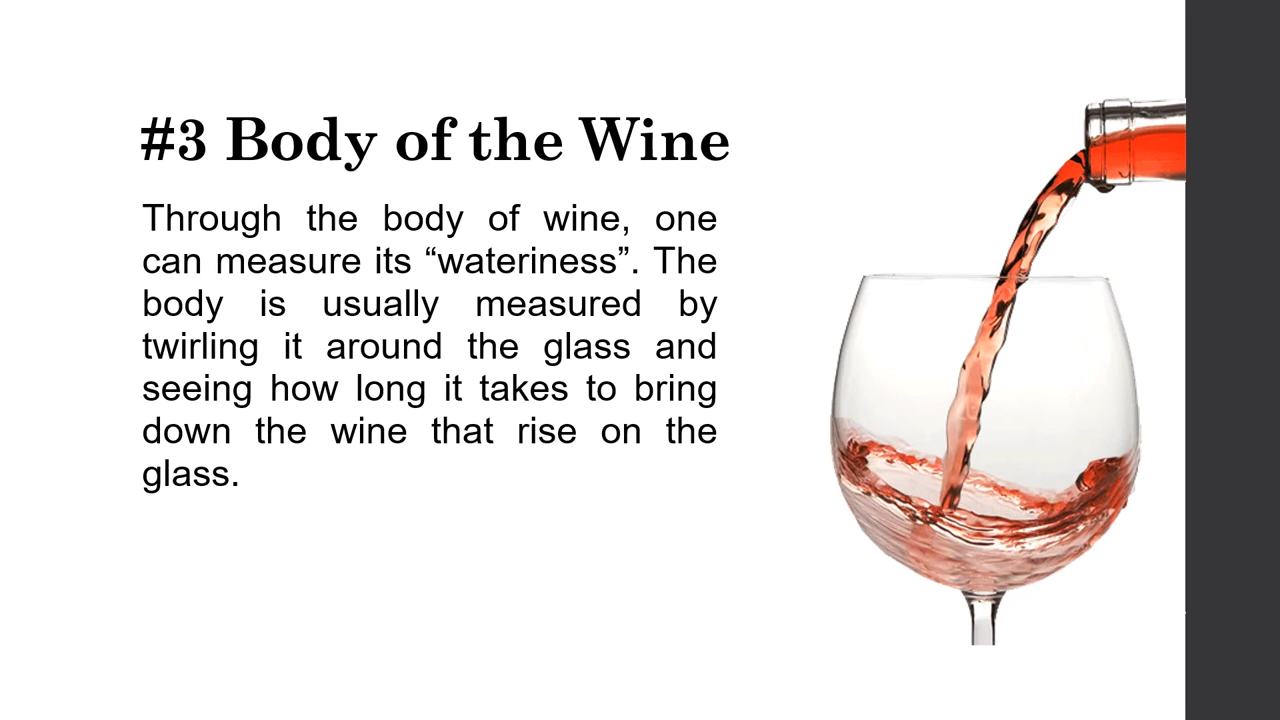 #3 Body of the Wine
Through the body of wine, one
can measure its “wateriness”. The
body is usually measured by
twirling it around the glass and
seeing how long it takes to bring
down the wine that rise on the
glass.